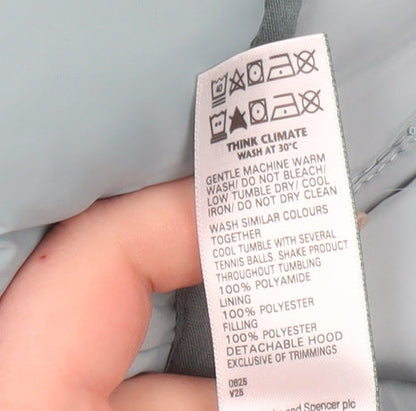 40
THINK CLIMATE
WASH AT 30°C
GENTLE MACHINE WARM
WASH/ DO NOT BLEACH/
LOW TUMBLE DRY/ COOL
IRON/ DO NOT DRY CLEAN
WASH SIMILAR COLOURS
TOGETHER
COOL TUMBLE WITH SEVERAL
TENNIS BALLS. SHAKE PRODUCT
THROUGHOUT TUMBLING
100% POLYAMIDE
LINING
100% POLYESTER
FILLING
100% POLYESTER
DETACHABLE HOOD
EXCLUSIVE OF TRIMMINGS
0825
V25
and Spencer plc